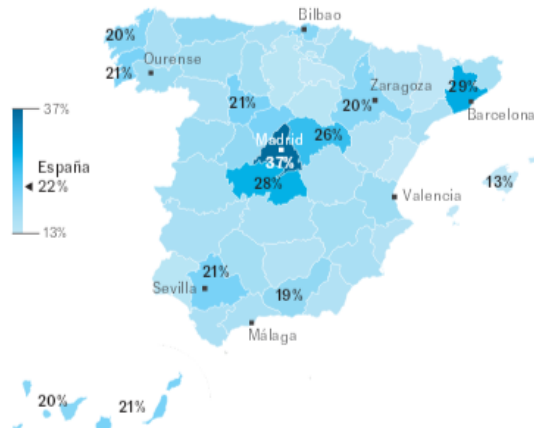 Bilbao
20%
Ourense
21%
Zaragoza
29%
21%
20%
Barcelona
37%
Madrid
26%
España
37%
22%
28%
13%
Valencia
13%
21%
Sevilla
19%
Málaga
20%
21%